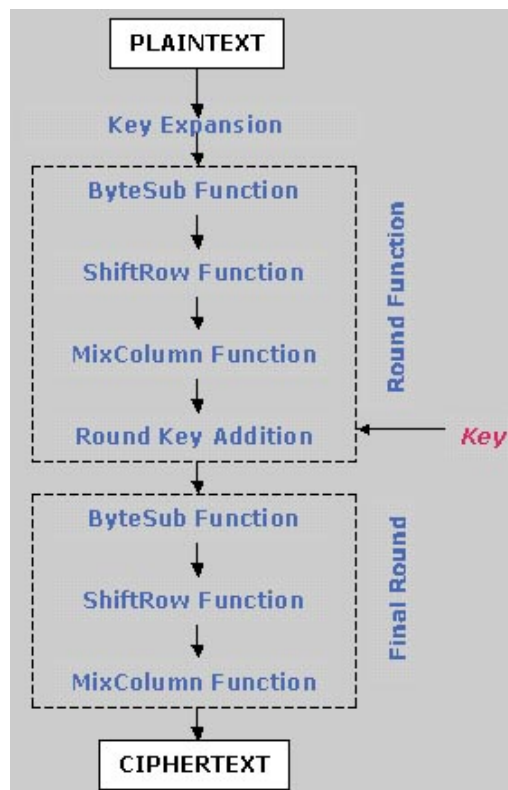 PLAINTEXT
Key Expansion
ByteSub Function
ShiftRow Function
MixColumn Function
Round Key Addition
Round Function
Key
ByteSub Function
ShiftRow Function
MixColumn Function
Final Round
CIPHERTEXT